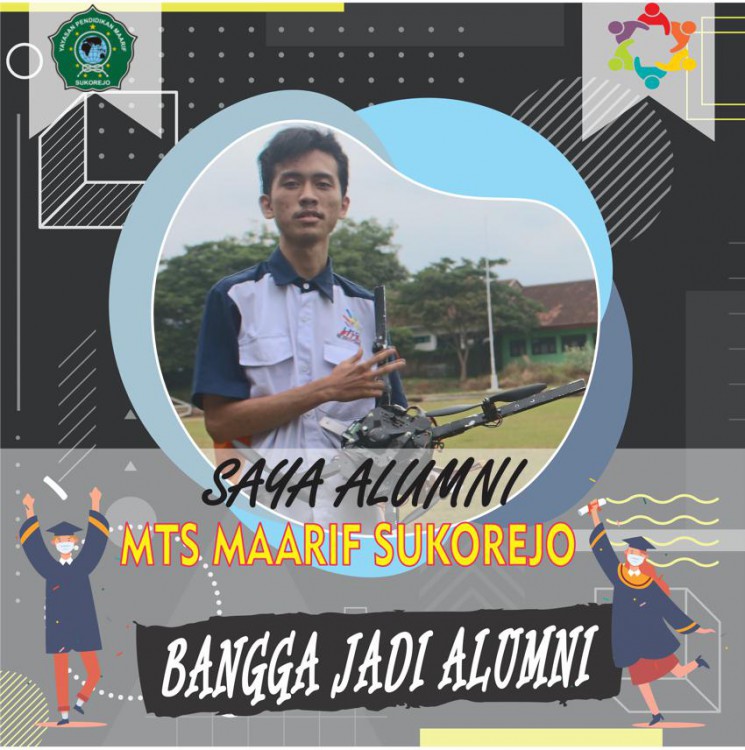 YAYASAN PENDIDIKAN MAARIF
SUKOREJO
SAYA ALUMNI
MTS MAARIF SUKOREJO
BANGGA JADI ALUMNI